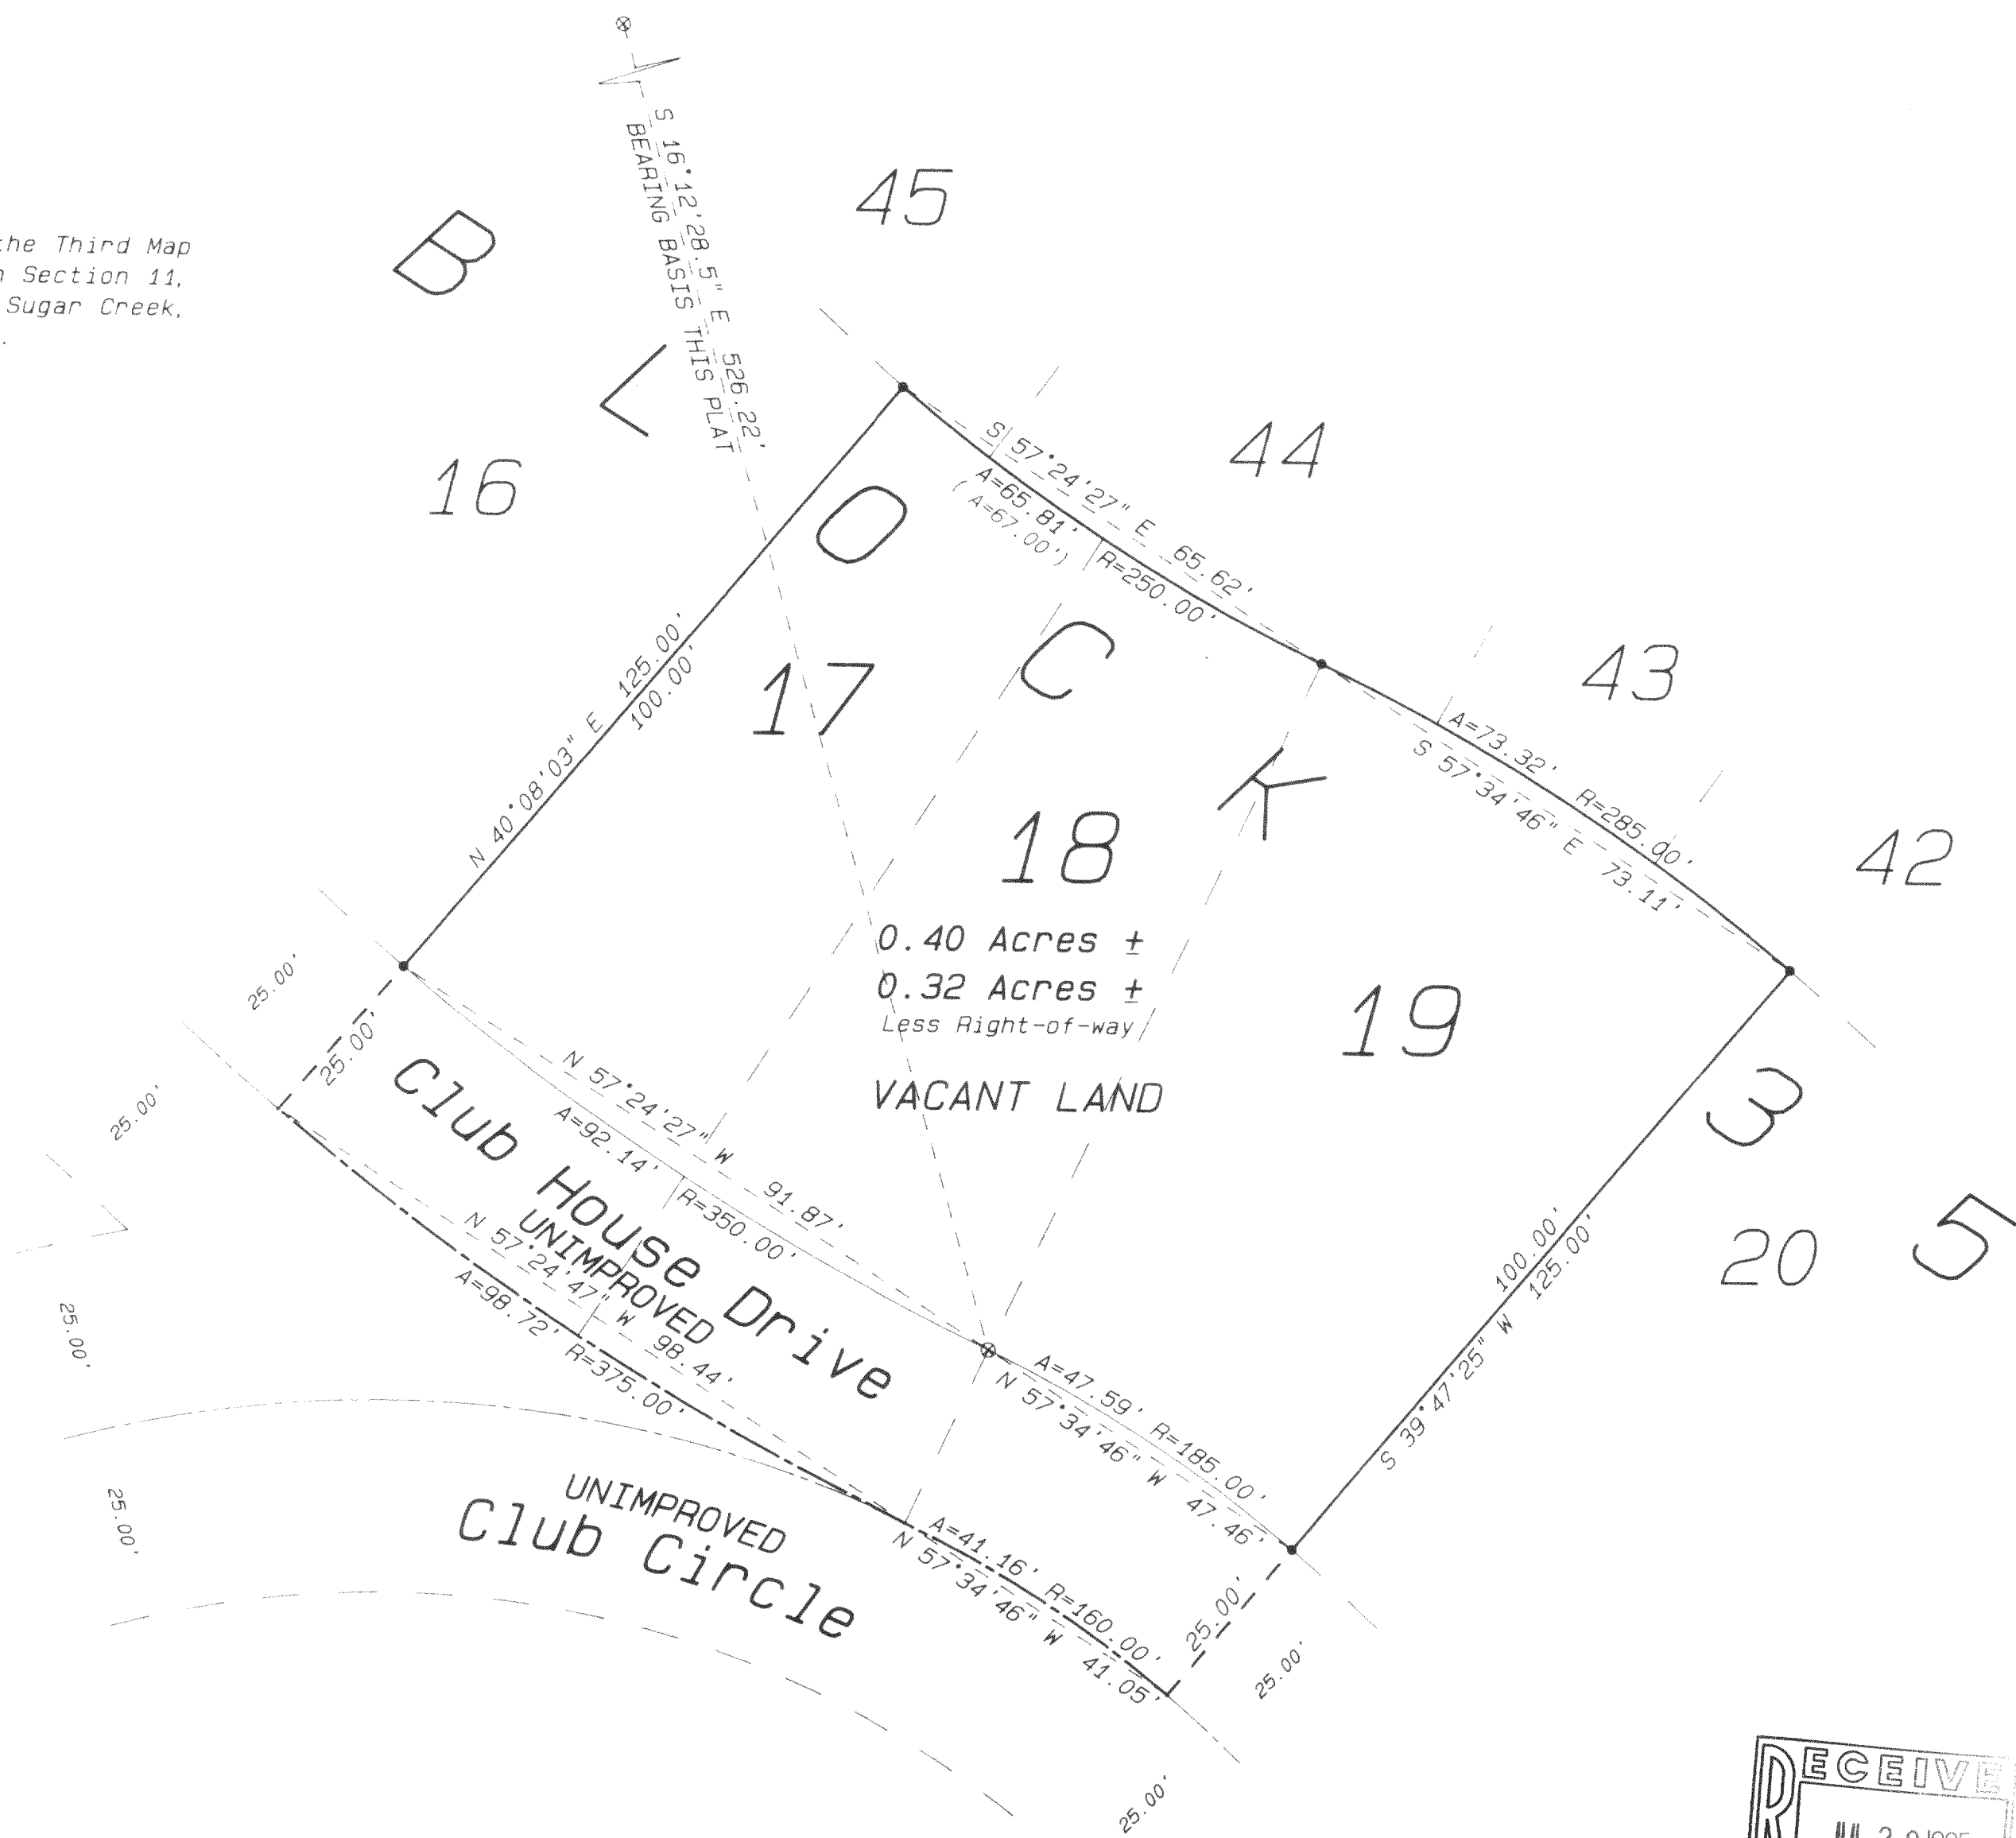 S 16°12'28.5" E 526.22'
BEARING BASIS THIS PLAT
45
the Third Map
Section 11,
Sugar Creek,
B
L
O
C
K
3
5
16
44
S 57°24'27" E 65.62'
A=65.81' R=250.00'
(A=67.00')
43
A=73.32' R=285.00'
S 57°34'46" E 73.11'
42
N 40°08'03" E 125.00'
100.00'
17
18
0.40 Acres ±
0.32 Acres ±
Less Right-of-way
VACANT LAND
19
20
100.00'
S 39°47'25" W 125.00'
25.00'
25.00'
25.00'
N 57°24'27" W 91.87'
A=92.14' R=350.00'
Club House Drive
UNIMPROVED
N 57°24'47" W 98.44'
A=98.72' R=375.00'
A=47.59' R=185.00'
N 57°34'46" W 47.46'
A=41.16' R=160.00'
N 57°34'46" W 41.05'
25.00'
25.00'
25.00'
25.00'
25.00'
UNIMPROVED
Club Circle
RECEIVE